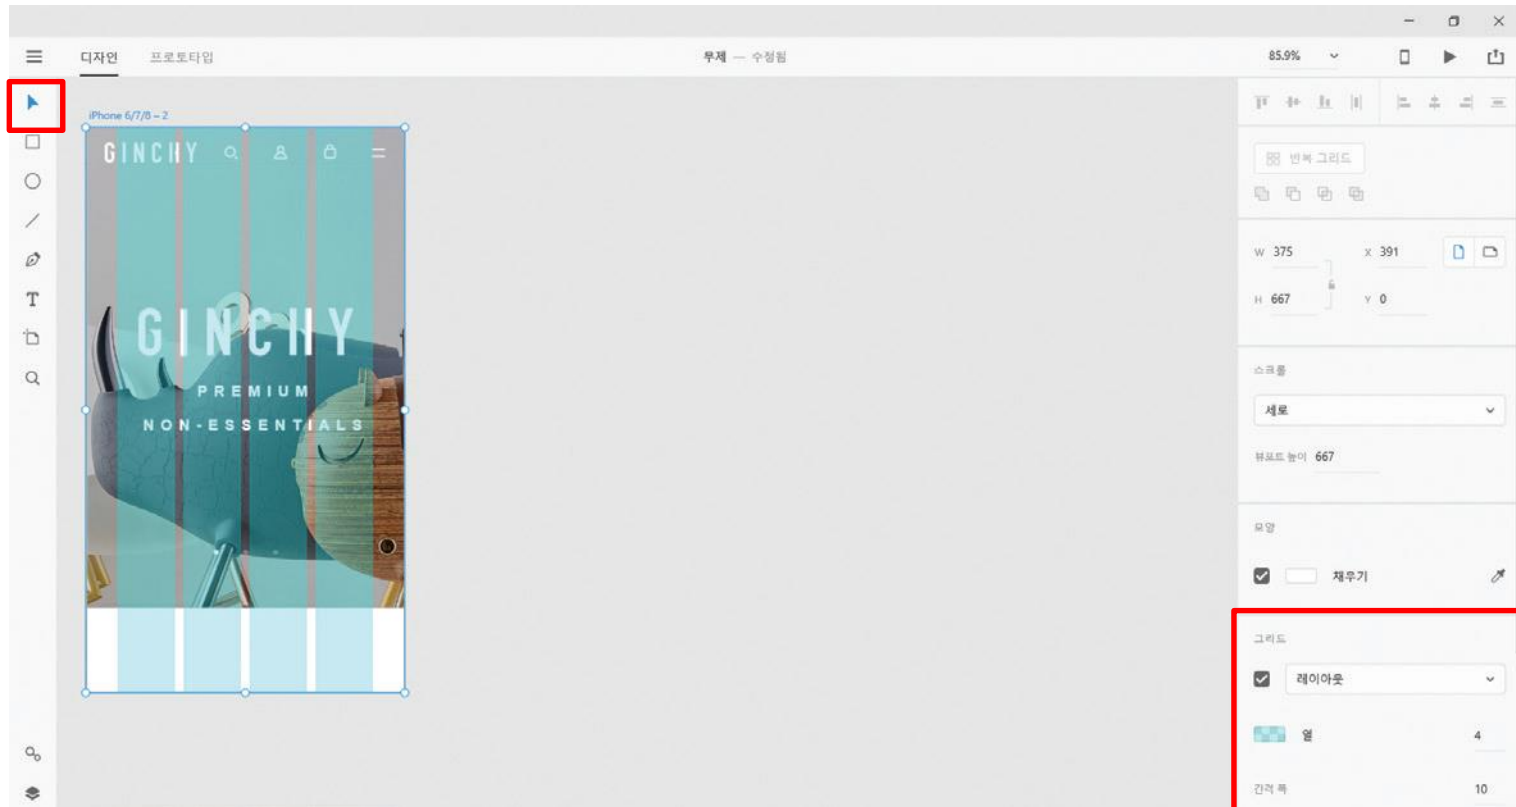 디자인 프로토타입 무제 — 수정됨 85.9%
iPhone 6/7/8 – 2
GINCHY
GINCHY
PREMIUM
NON-ESSENTIALS
T
반복 그리드
W 375 X 391
H 667 Y 0
스크롤
세로
뷰포트 높이 667
모양
채우기
그리드
레이아웃
열 4
간격 폭 10